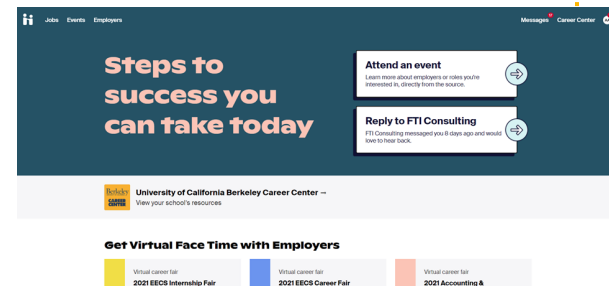 Jobs Events Employers Messages Career Center
Steps to
success you
can take today
Attend an event
Learn more about employers or roles you're
interested in, directly from the source.
Reply to FTI Consulting
FTI Consulting messaged you 8 days ago and would
love to hear back.
Berkeley
CAREER
CENTER
University of California Berkeley Career Center →
View your school's resources
Get Virtual Face Time with Employers
Virtual career fair
2021 EECS Internship Fair
Virtual career fair
2021 EECS Career Fair
Virtual career fair
2021 Accounting &